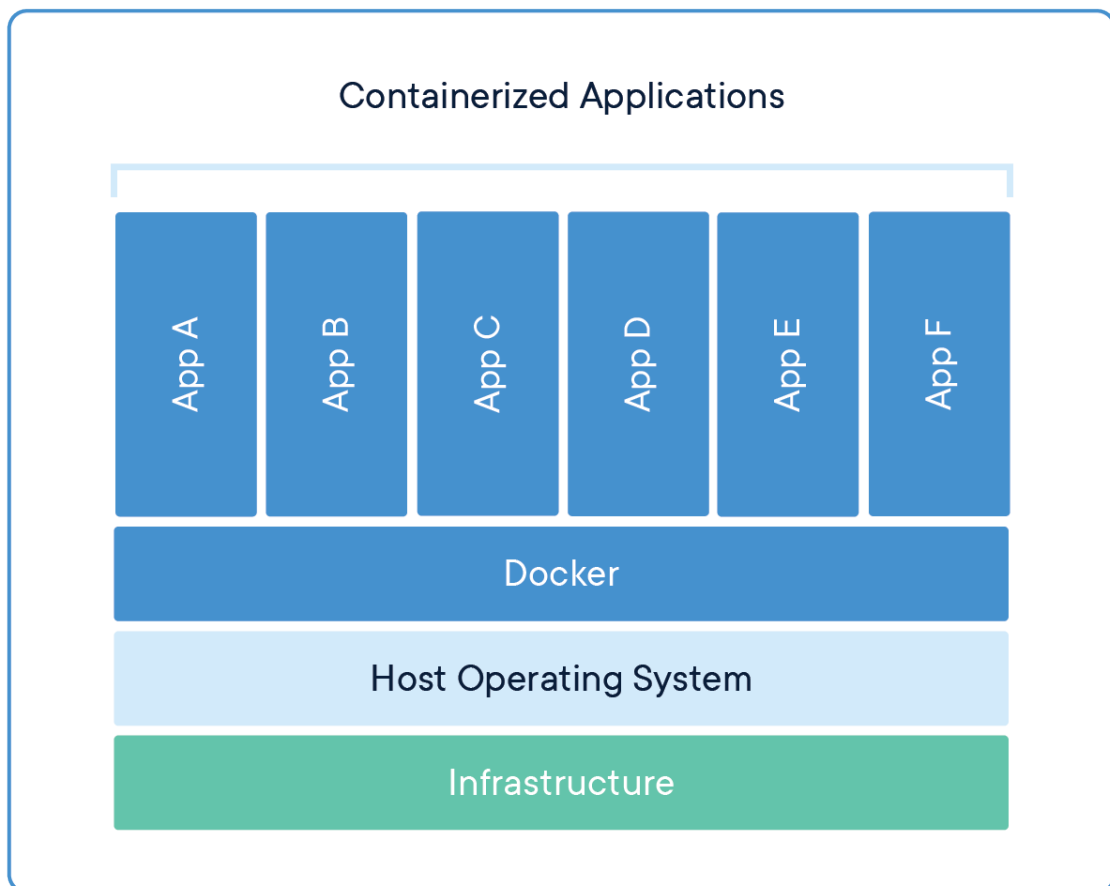 Containerized Applications
App A
App B
App C
App D
App E
App F
Docker
Host Operating System
Infrastructure